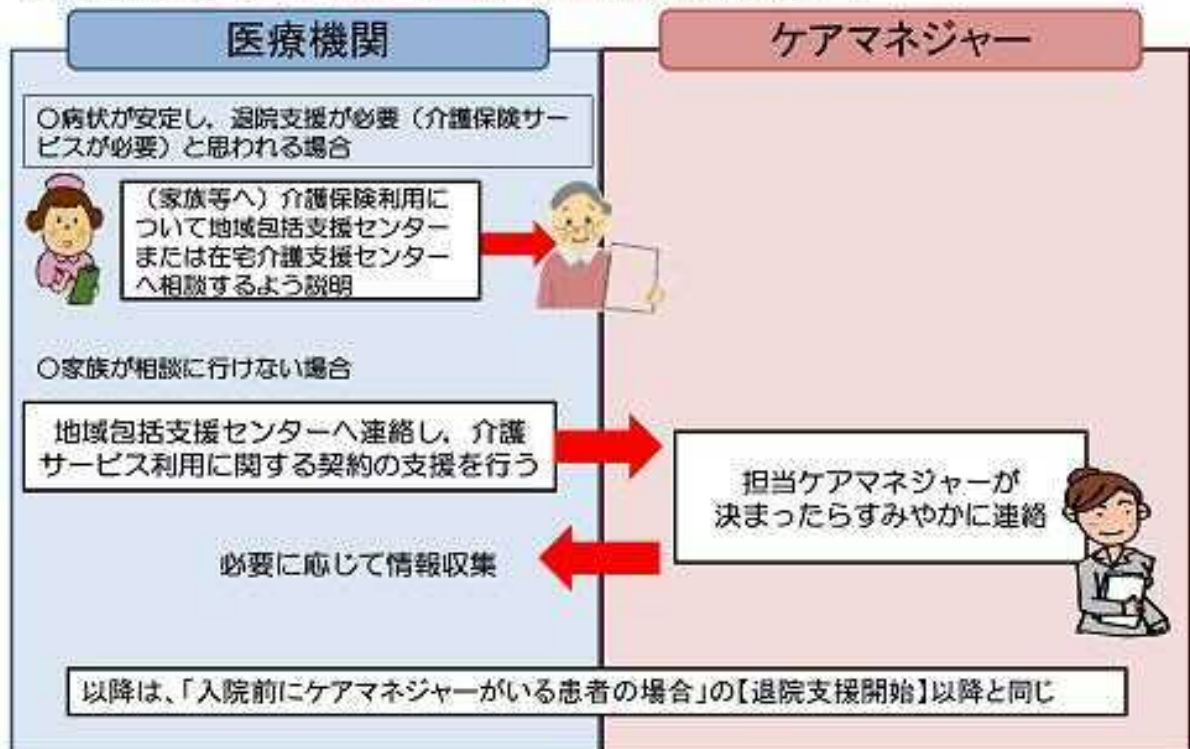 医療機関
ケアマネジャー
○病状が安定し，退院支援が必要（介護保険サー
ビスが必要）と思われる場合
（家族等へ）介護保険利用に
ついて地域包括支援センター
または在宅介護支援センター
へ相談するよう説明
○家族が相談に行けない場合
地域包括支援センターへ連絡し，介護
サービス利用に関する契約の支援を行う
担当ケアマネジャーが
決まったらすみやかに連絡
必要に応じて情報収集
以降は、「入院前にケアマネジャーがいる患者の場合」の【退院支援開始】以降と同じ